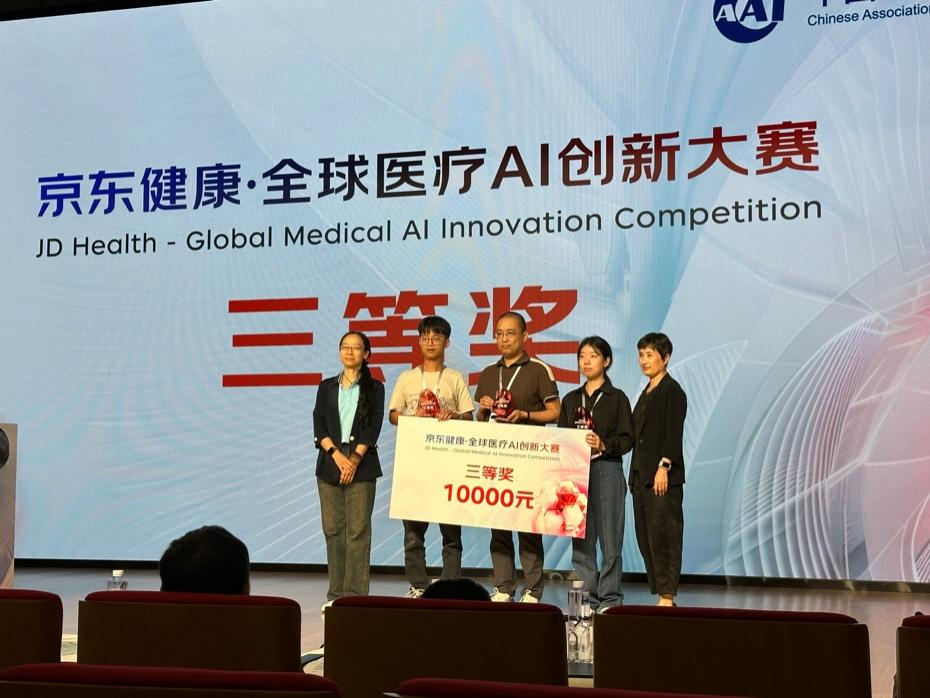 AAI
Chinese Association
京东健康·全球医疗AI创新大赛
JD Health - Global Medical AI Innovation Competition
三等奖
京东健康·全球医疗AI创新大赛
JD Health - Global Medical AI Innovation Competition
三等奖
10000元